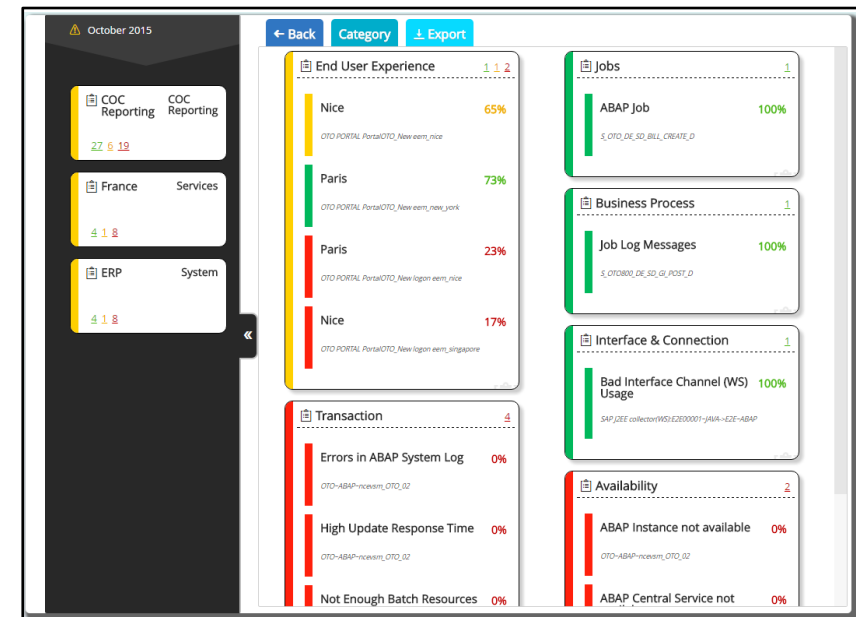 October 2015
COC Reporting
COC Reporting
27 6 19
France
Services
4 1 8
ERP
System
4 1 8
«
← Back
Category
Export
End User Experience
1 1 2
Nice
65%
OTO PORTAL PortalOTO_New eem_nice
Paris
73%
OTO PORTAL PortalOTO_New eem_new_york
Paris
23%
OTO PORTAL PortalOTO_New logon eem_nice
Nice
17%
OTO PORTAL PortalOTO_New logon eem_singapore
Transaction
4
Errors in ABAP System Log
0%
OTO~ABAP~ncevsm_OTO_02
High Update Response Time
0%
OTO~ABAP~ncevsm_OTO_02
Not Enough Batch Resources
0%
Jobs
1
ABAP Job
100%
S_OTO_DE_SD_BILL_CREATE_D
Business Process
1
Job Log Messages
100%
S_OTO800_DE_SD_GI_POST_D
Interface & Connection
1
Bad Interface Channel (WS)
Usage
100%
SAP J2EE collector(WS):E2E00001~JAVA->E2E~ABAP
Availability
2
ABAP Instance not available
0%
OTO~ABAP~ncevsm_OTO_02
ABAP Central Service not
0%